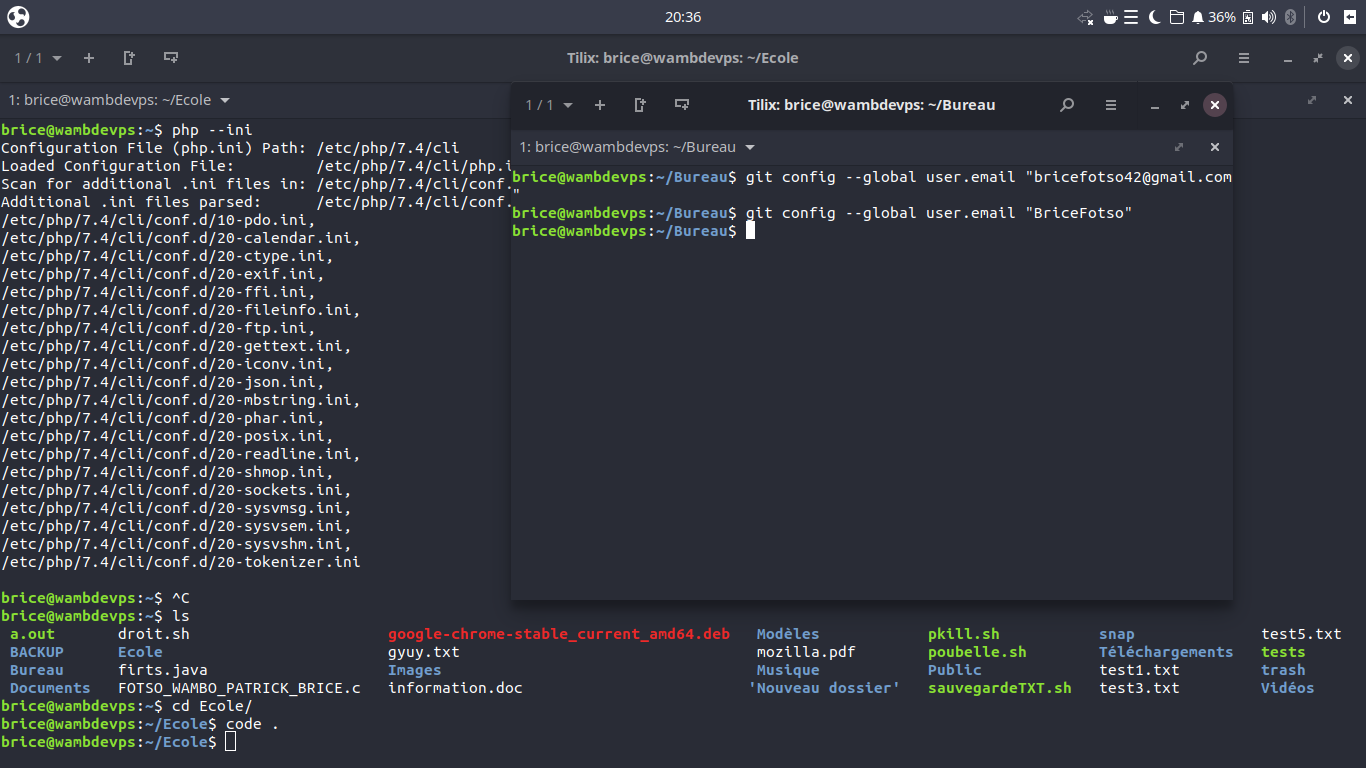 20:36
36%
1 / 1
Tilix: brice@wambdevps: ~/Ecole
1: brice@wambdevps: ~/Ecole
brice@wambdevps:~$ php --ini
Configuration File (php.ini) Path: /etc/php/7.4/cli
Loaded Configuration File:         /etc/php/7.4/cli/php.i
Scan for additional .ini files in: /etc/php/7.4/cli/conf.
Additional .ini files parsed:      /etc/php/7.4/cli/conf.
/etc/php/7.4/cli/conf.d/10-pdo.ini,
/etc/php/7.4/cli/conf.d/20-calendar.ini,
/etc/php/7.4/cli/conf.d/20-ctype.ini,
/etc/php/7.4/cli/conf.d/20-exif.ini,
/etc/php/7.4/cli/conf.d/20-ffi.ini,
/etc/php/7.4/cli/conf.d/20-fileinfo.ini,
/etc/php/7.4/cli/conf.d/20-ftp.ini,
/etc/php/7.4/cli/conf.d/20-gettext.ini,
/etc/php/7.4/cli/conf.d/20-iconv.ini,
/etc/php/7.4/cli/conf.d/20-json.ini,
/etc/php/7.4/cli/conf.d/20-mbstring.ini,
/etc/php/7.4/cli/conf.d/20-phar.ini,
/etc/php/7.4/cli/conf.d/20-posix.ini,
/etc/php/7.4/cli/conf.d/20-readline.ini,
/etc/php/7.4/cli/conf.d/20-shmop.ini,
/etc/php/7.4/cli/conf.d/20-sockets.ini,
/etc/php/7.4/cli/conf.d/20-sysvmsg.ini,
/etc/php/7.4/cli/conf.d/20-sysvsem.ini,
/etc/php/7.4/cli/conf.d/20-sysvshm.ini,
/etc/php/7.4/cli/conf.d/20-tokenizer.ini
brice@wambdevps:~$ ^C
brice@wambdevps:~$ ls
a.out droit.sh google-chrome-stable_current_amd64.deb Modèles pkill.sh snap test5.txt
BACKUP Ecole gyuy.txt mozilla.pdf poubelle.sh Téléchargements tests
Bureau firts.java Images Musique Public test1.txt trash
Documents FOTSO_WAMBO_PATRICK_BRICE.c information.doc 'Nouveau dossier' sauvegardeTXT.sh test3.txt Vidéos
brice@wambdevps:~$ cd Ecole/
brice@wambdevps:~/Ecole$ code .
brice@wambdevps:~/Ecole$
1 / 1
Tilix: brice@wambdevps: ~/Bureau
1: brice@wambdevps: ~/Bureau
brice@wambdevps:~/Bureau$ git config --global user.email "bricefotso42@gmail.com
"
brice@wambdevps:~/Bureau$ git config --global user.email "BriceFotso"
brice@wambdevps:~/Bureau$